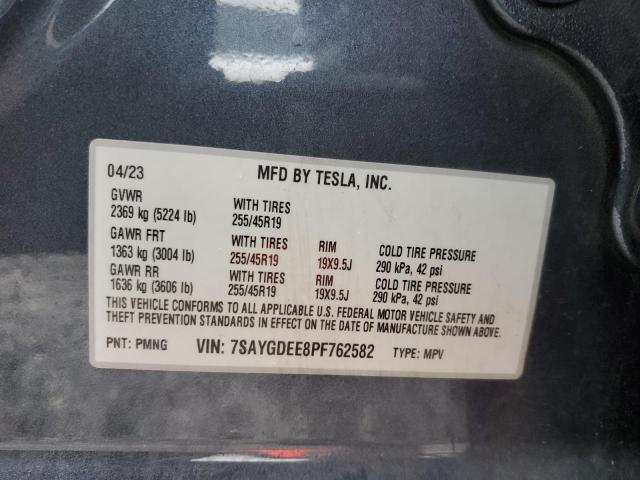 04/23 MFD BY TESLA, INC.
GVWR WITH TIRES
2369 kg (5224 lb) 255/45R19
GAWR FRT WITH TIRES RIM COLD TIRE PRESSURE
1363 kg (3004 lb) 255/45R19 19X9.5J 290 kPa, 42 psi
GAWR RR WITH TIRES RIM COLD TIRE PRESSURE
1636 kg (3606 lb) 255/45R19 19X9.5J 290 kPa, 42 psi
THIS VEHICLE CONFORMS TO ALL APPLICABLE U.S. FEDERAL MOTOR VEHICLE SAFETY AND
THEFT PREVENTION STANDARDS IN EFFECT ON THE DATE OF MANUFACTURE SHOWN ABOVE.
PNT: PMNG VIN: 7SAYGDEE8PF762582 TYPE: MPV